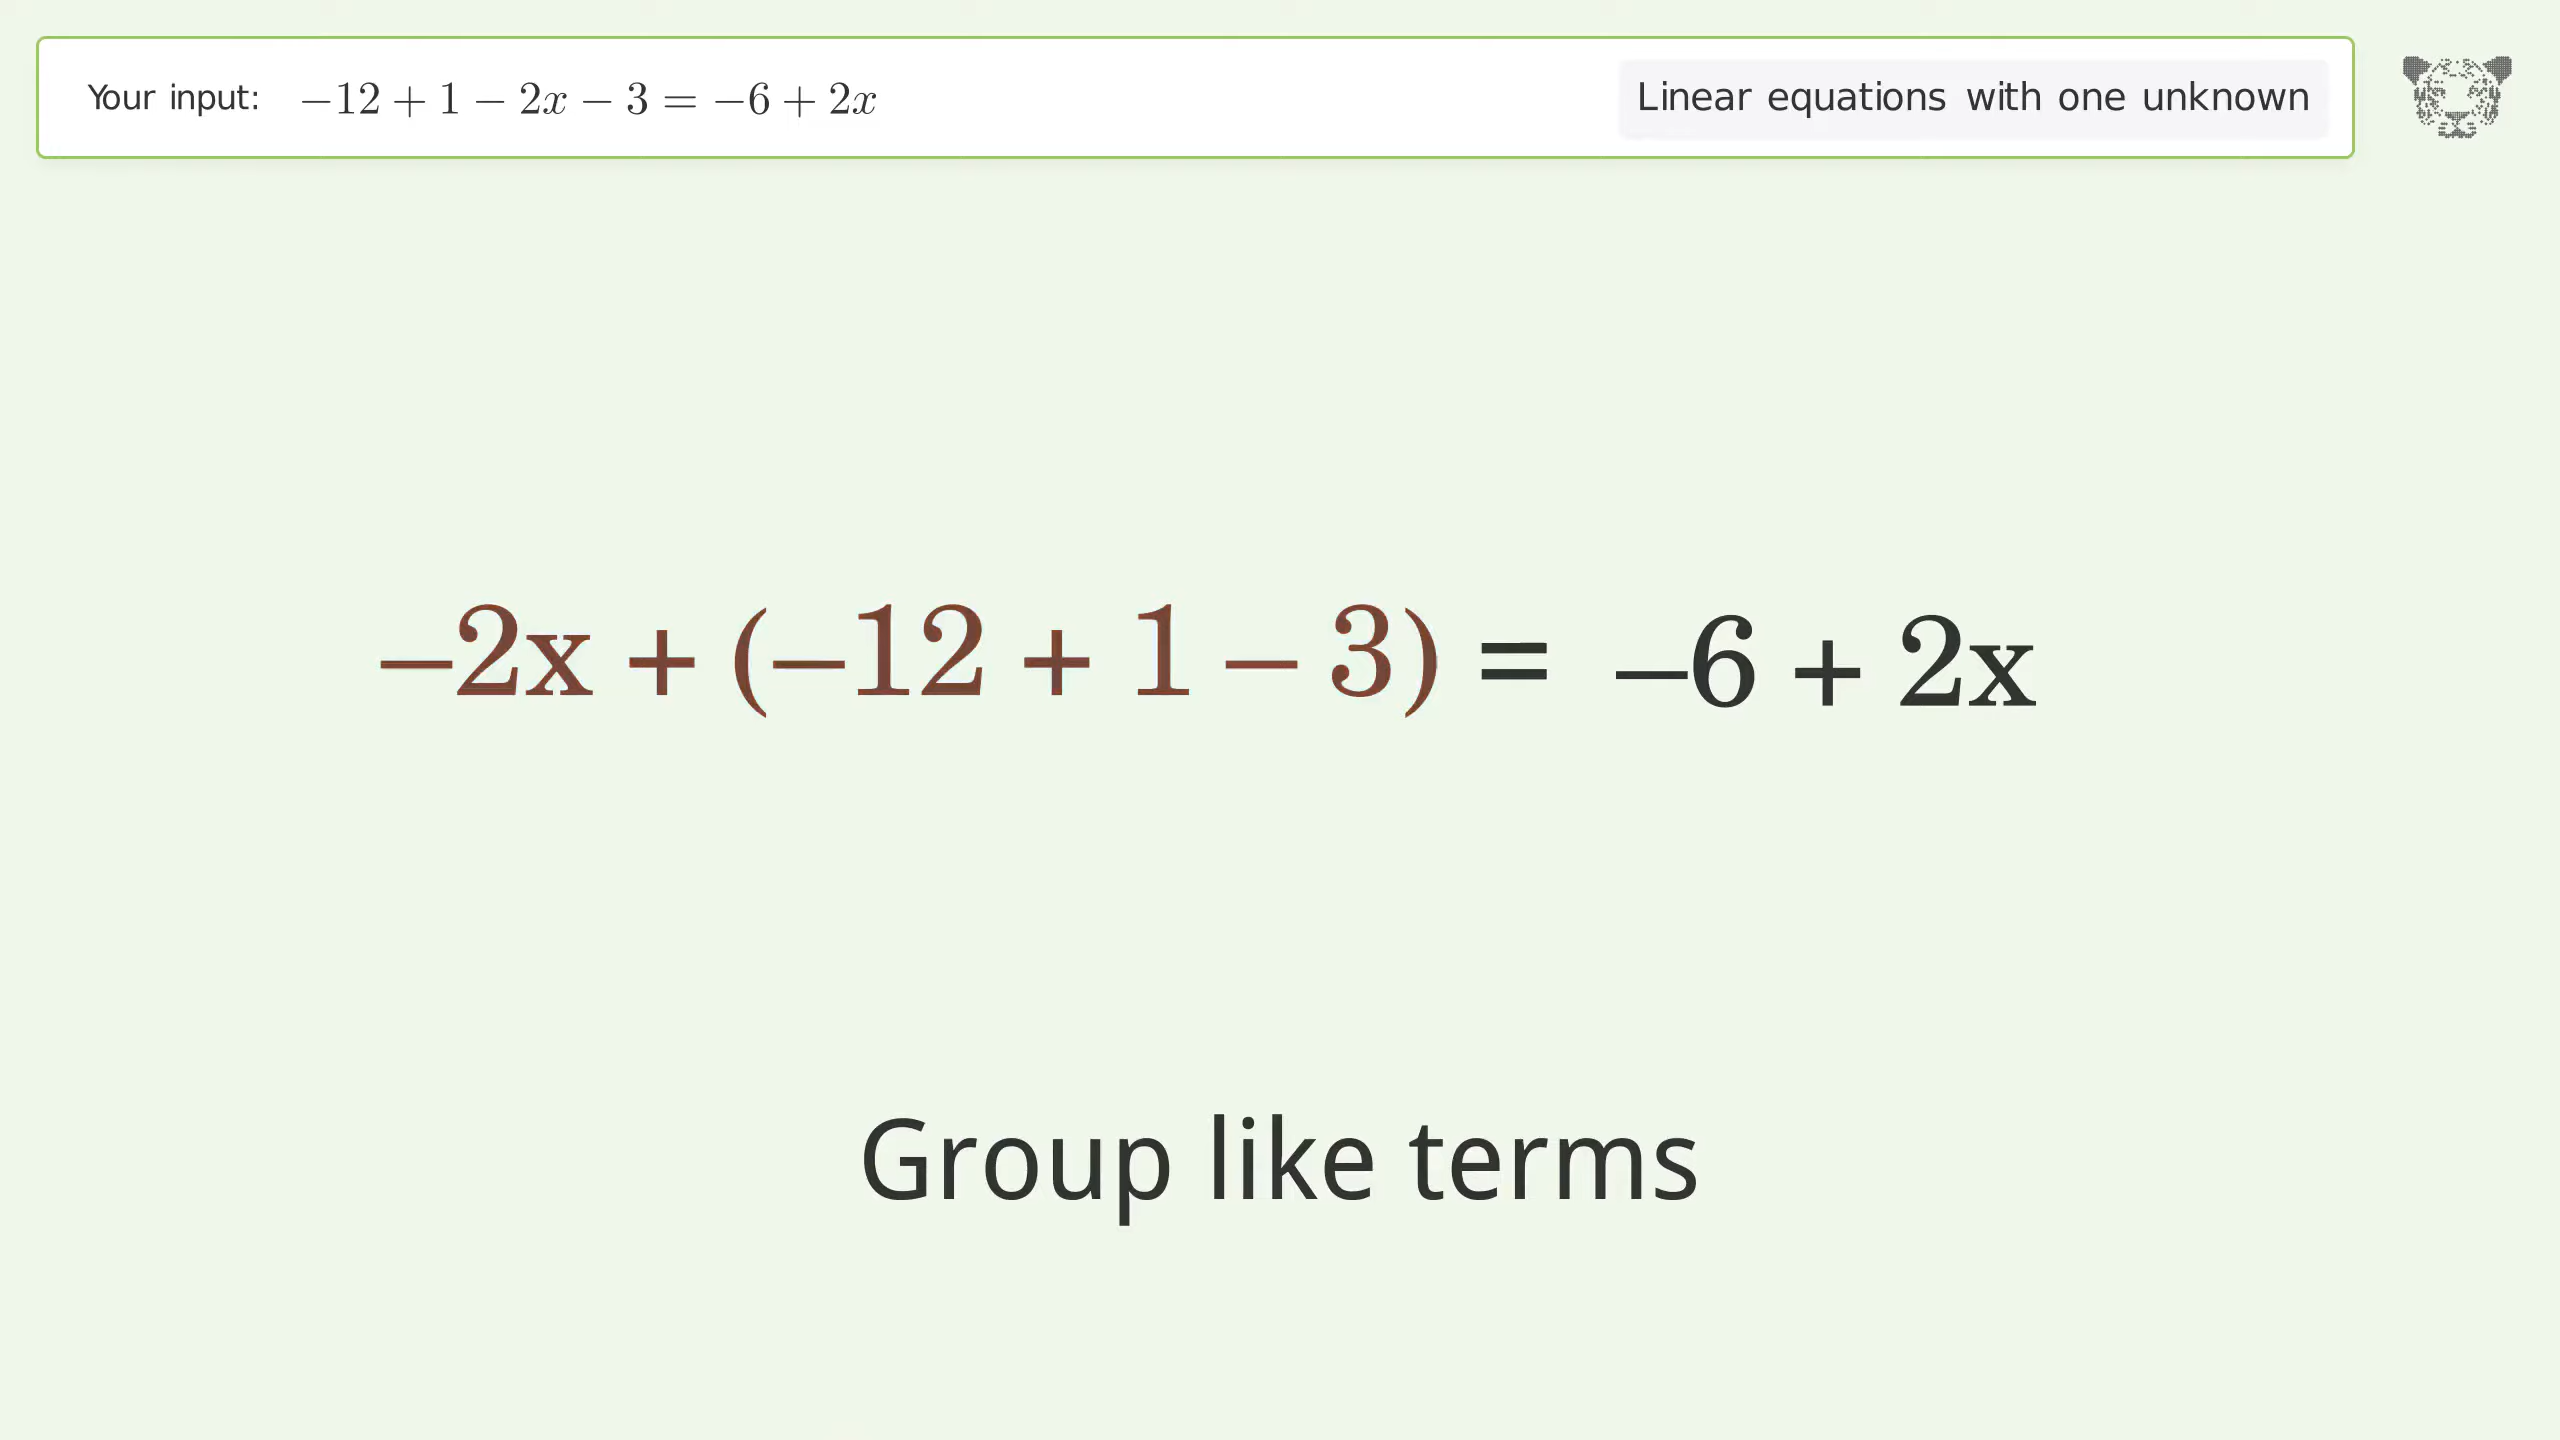 Your input: −12 + 1 − 2x − 3 = −6 + 2x
Linear equations with one unknown
−2x + (−12 + 1 − 3) = −6 + 2x
Group like terms